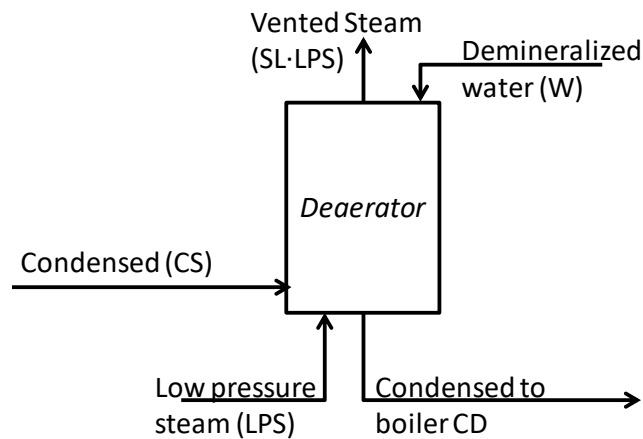 Vented Steam
(SL·LPS)
Demineralized
water (W)
Deaerator
Condensed (CS)
Low pressure
steam (LPS)
Condensed to
boiler CD